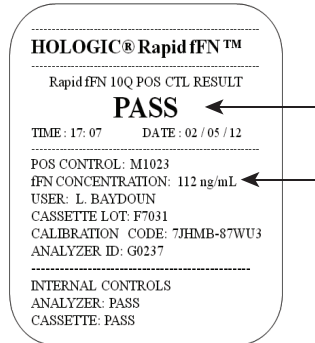 HOLOGIC® Rapid fFN ™
Rapid fFN 10Q POS CTL RESULT
PASS
TIME : 17: 07 DATE : 02 / 05 / 12
POS CONTROL: M1023
fFN CONCENTRATION: 112 ng/mL
USER: L. BAYDOUN
CASSETTE LOT: F7031
CALIBRATION CODE: 7JHMB-87WU3
ANALYZER ID: G0237
INTERNAL CONTROLS
ANALYZER: PASS
CASSETTE: PASS